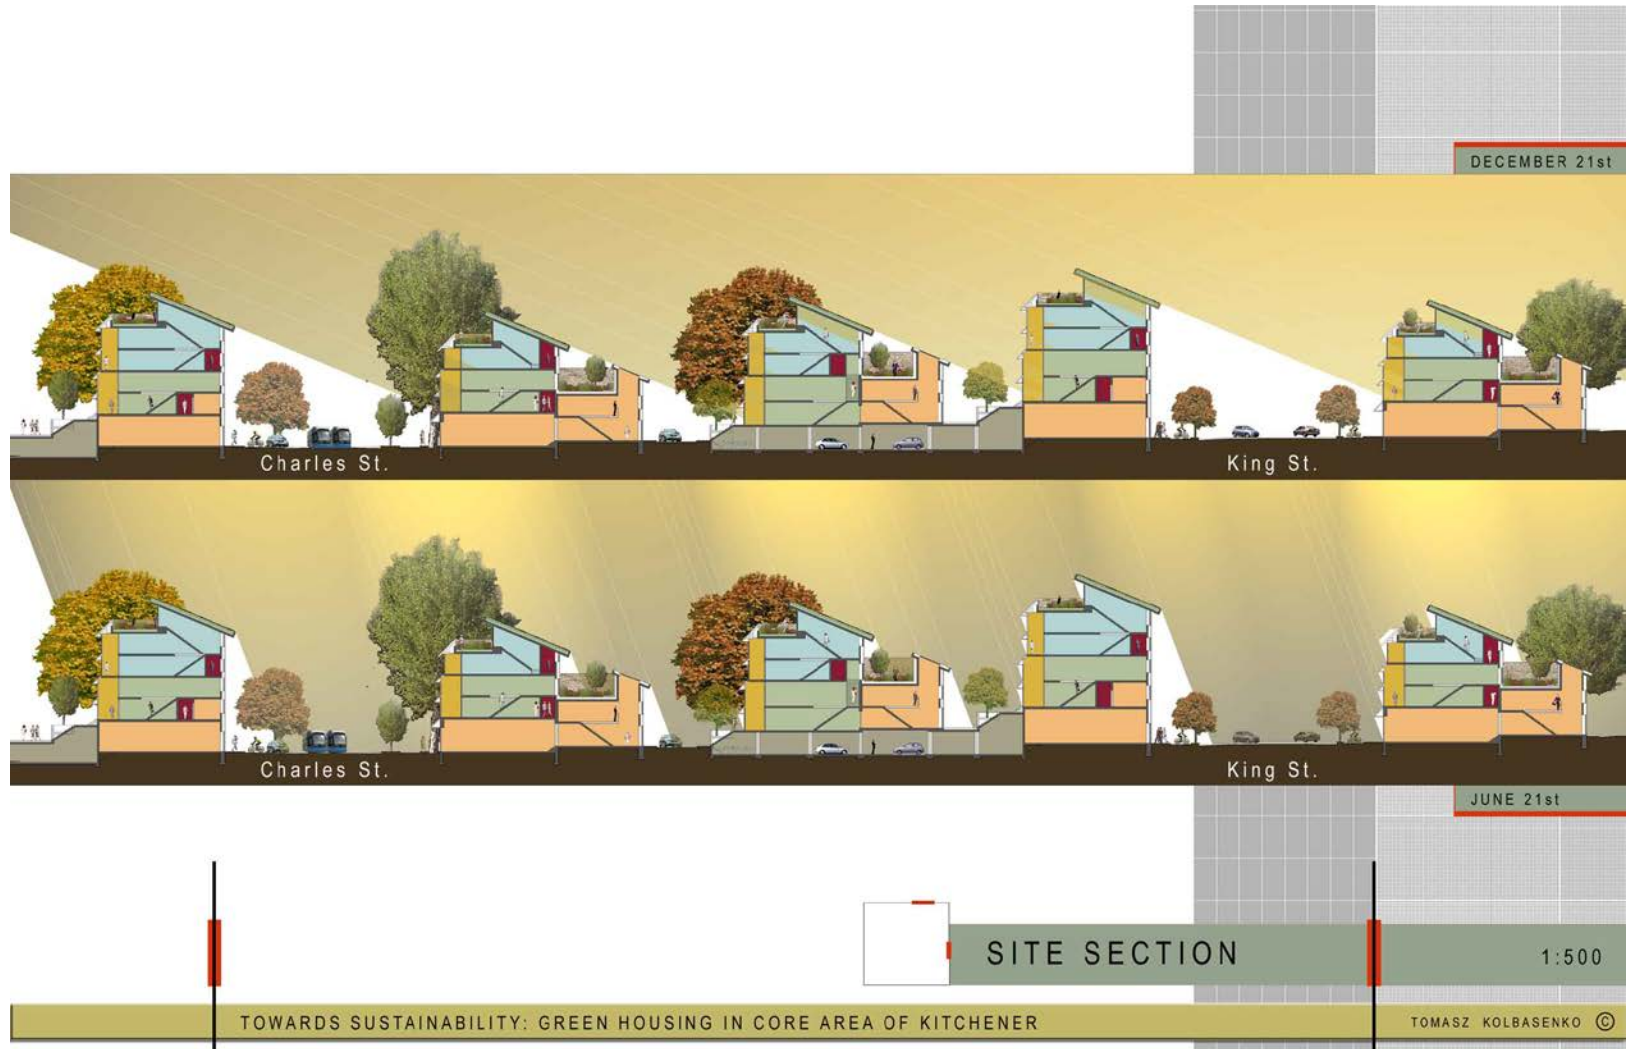 DECEMBER 21st
Charles St.
King St.
Charles St.
King St.
JUNE 21st
SITE SECTION
1:500
TOWARDS SUSTAINABILITY: GREEN HOUSING IN CORE AREA OF KITCHENER
TOMASZ KOLBASENKO ©